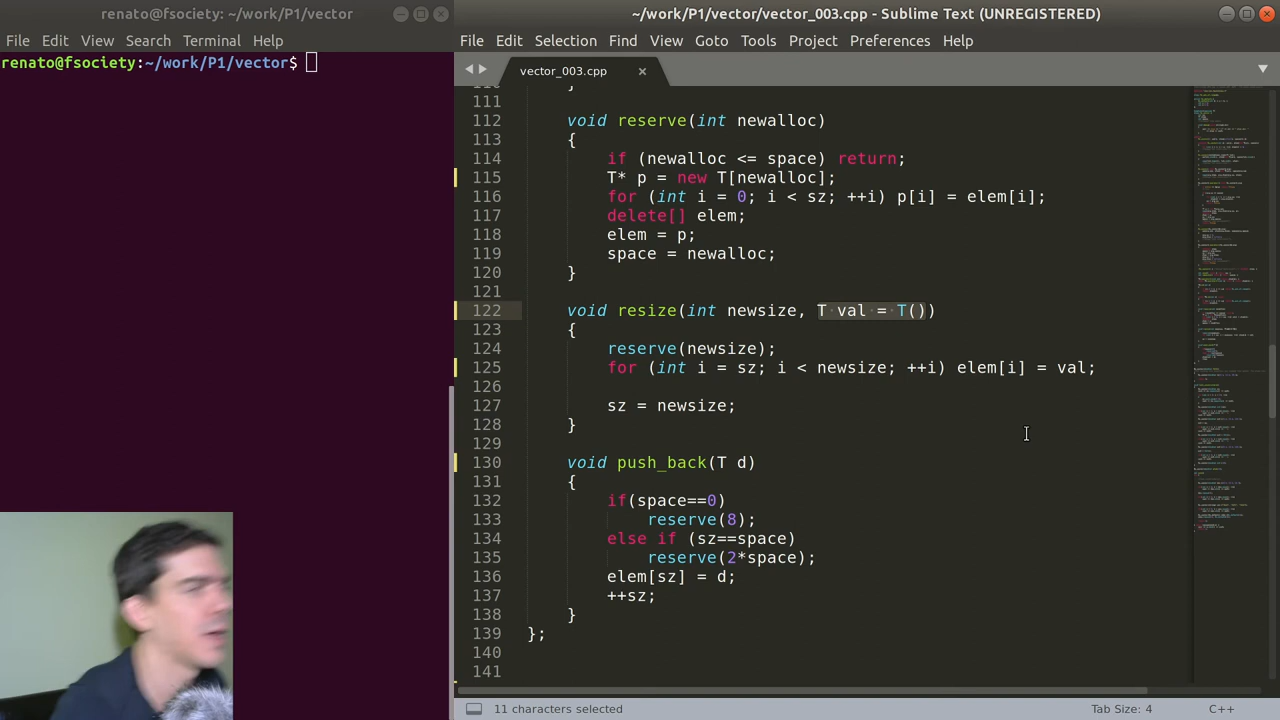 renato@fsociety: ~/work/P1/vector
File Edit View Search Terminal Help
renato@fsociety:~/work/P1/vector$
~/work/P1/vector/vector_003.cpp - Sublime Text (UNREGISTERED)
File Edit Selection Find View Goto Tools Project Preferences Help
vector_003.cpp
111
112 void reserve(int newalloc)
113 {
114 if (newalloc <= space) return;
115 T* p = new T[newalloc];
116 for (int i = 0; i < sz; ++i) p[i] = elem[i];
117 delete[] elem;
118 elem = p;
119 space = newalloc;
120 }
121
122 void resize(int newsize, T val = T())
123 {
124 reserve(newsize);
125 for (int i = sz; i < newsize; ++i) elem[i] = val;
126
127 sz = newsize;
128 }
129
130 void push_back(T d)
131 {
132 if(space==0)
133 reserve(8);
134 else if (sz==space)
135 reserve(2*space);
136 elem[sz] = d;
137 ++sz;
138 }
139 };
140
141
11 characters selected
Tab Size: 4
C++